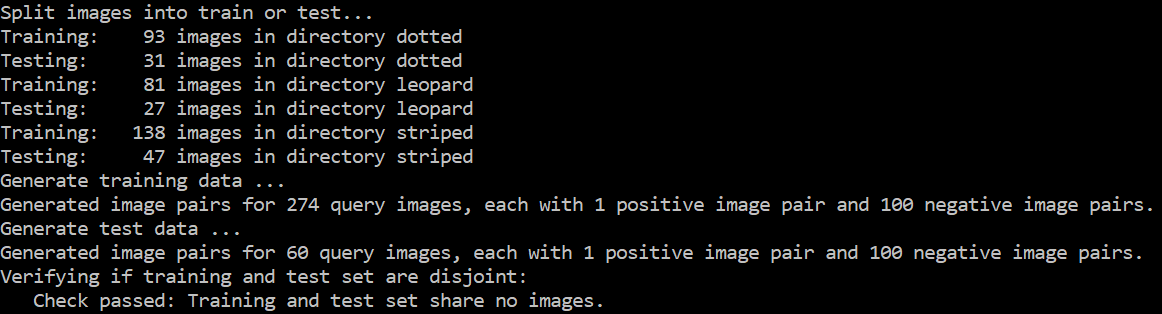 Split images into train or test...
Training:    93 images in directory dotted
Testing:     31 images in directory dotted
Training:    81 images in directory leopard
Testing:     27 images in directory leopard
Training:   138 images in directory striped
Testing:     47 images in directory striped
Generate training data ...
Generated image pairs for 274 query images, each with 1 positive image pair and 100 negative image pairs.
Generate test data ...
Generated image pairs for 60 query images, each with 1 positive image pair and 100 negative image pairs.
Verifying if training and test set are disjoint:
   Check passed: Training and test set share no images.